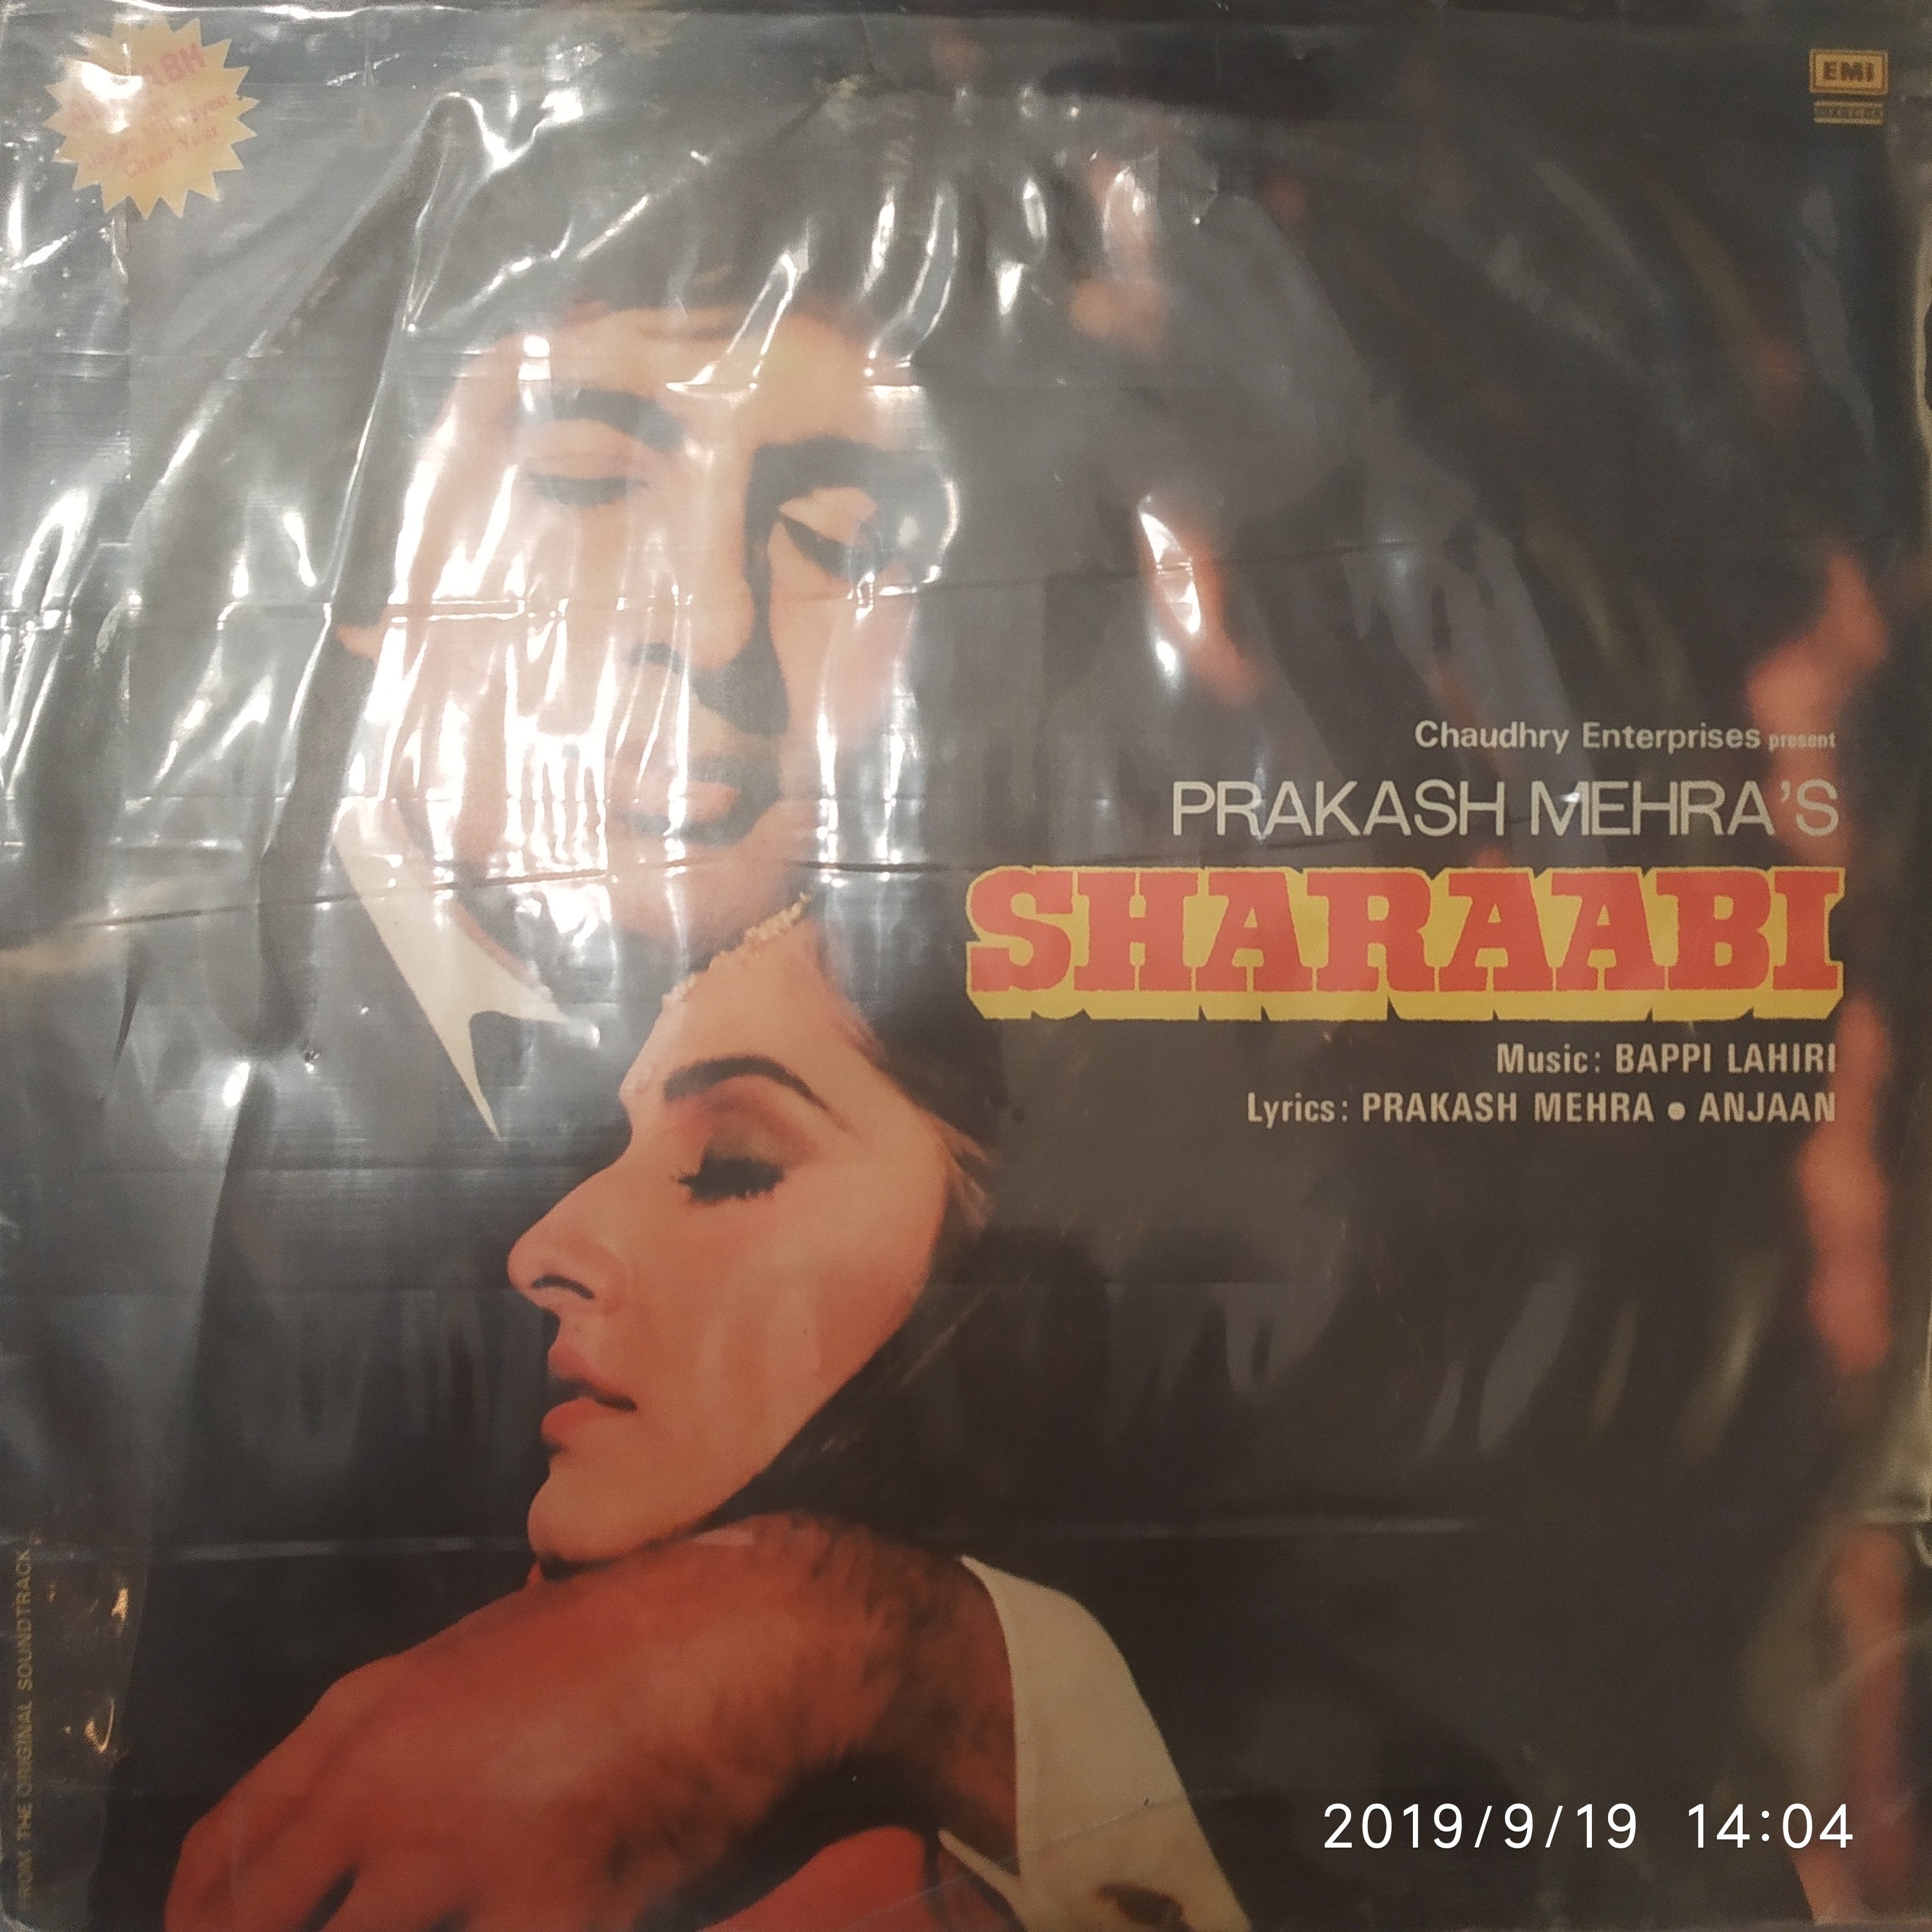 EMI
Chaudhry Enterprises present
PRAKASH MEHRA'S
SHARAABI
Music: BAPPI LAHIRI
Lyrics: PRAKASH MEHRA • ANJAAN
FROM THE ORIGINAL SOUNDTRACK
2019/9/19 14:04